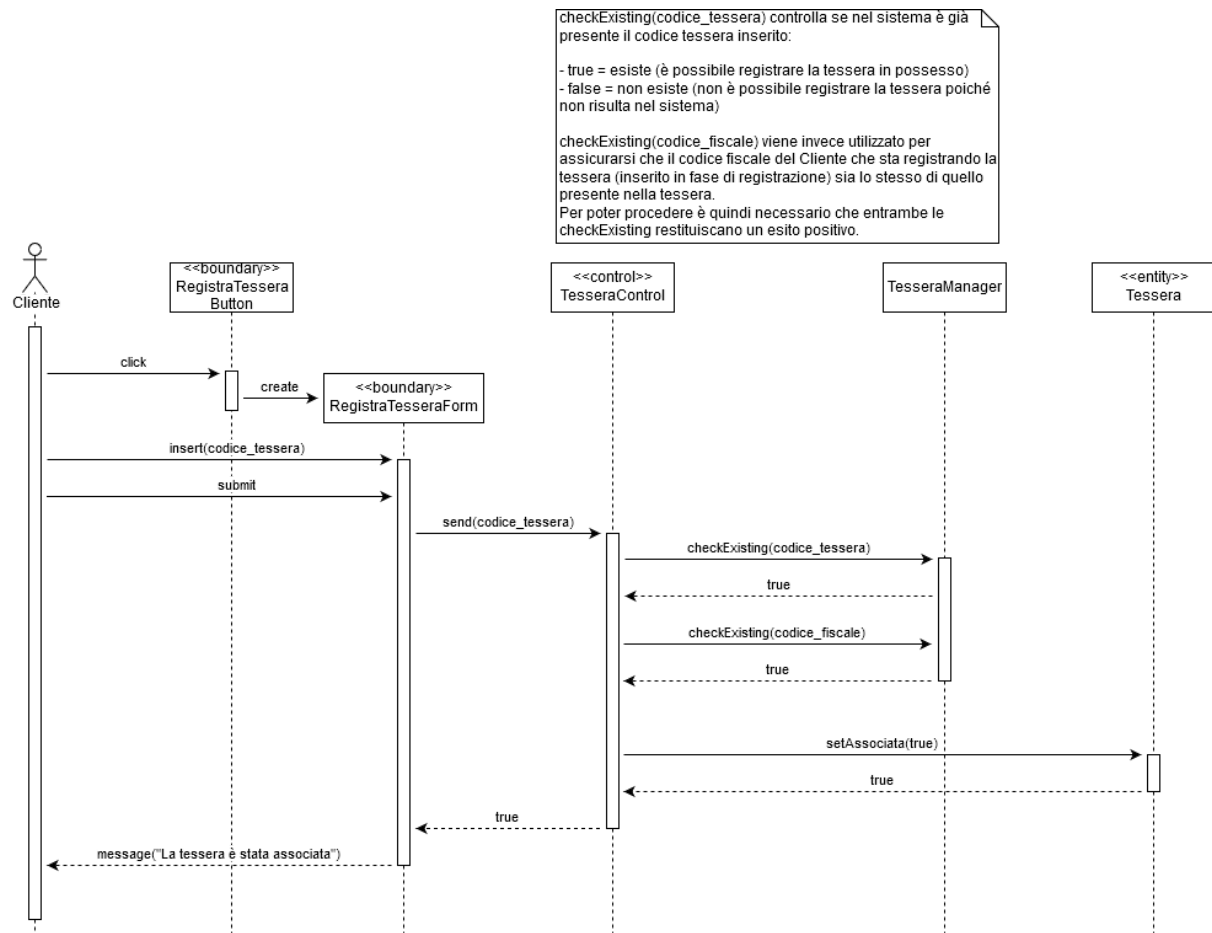 checkExisting(codice_tessera) controlla se nel sistema è già
presente il codice tessera inserito:
- true = esiste (è possibile registrare la tessera in possesso)
- false = non esiste (non è possibile registrare la tessera poiché
non risulta nel sistema)
checkExisting(codice_fiscale) viene invece utilizzato per
assicurarsi che il codice fiscale del Cliente che sta registrando la
tessera (inserito in fase di registrazione) sia lo stesso di quello
presente nella tessera.
Per poter procedere è quindi necessario che entrambe le
checkExisting restituiscano un esito positivo.
Cliente
<<boundary>>
RegistraTessera
Button
<<control>>
TesseraControl
TesseraManager
<<entity>>
Tessera
click
create
<<boundary>>
RegistraTesseraForm
insert(codice_tessera)
submit
send(codice_tessera)
checkExisting(codice_tessera)
true
checkExisting(codice_fiscale)
true
setAssociata(true)
true
true
message("La tessera è stata associata")